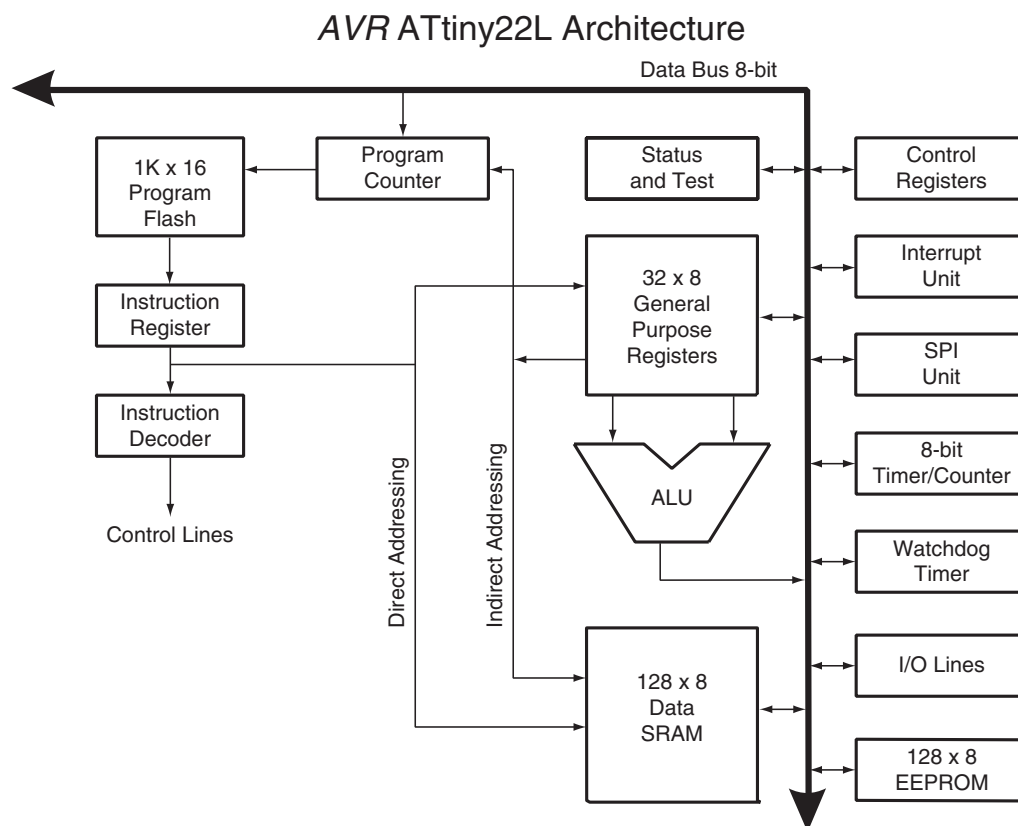 AVR ATtiny22L Architecture
Data Bus 8-bit
1K x 16
Program
Flash
Program
Counter
Status
and Test
Control
Registers
Instruction
Register
32 x 8
General
Purpose
Registers
Interrupt
Unit
SPI
Unit
Instruction
Decoder
Control Lines
Direct Addressing
Indirect Addressing
ALU
8-bit
Timer/Counter
Watchdog
Timer
128 x 8
Data
SRAM
I/O Lines
128 x 8
EEPROM